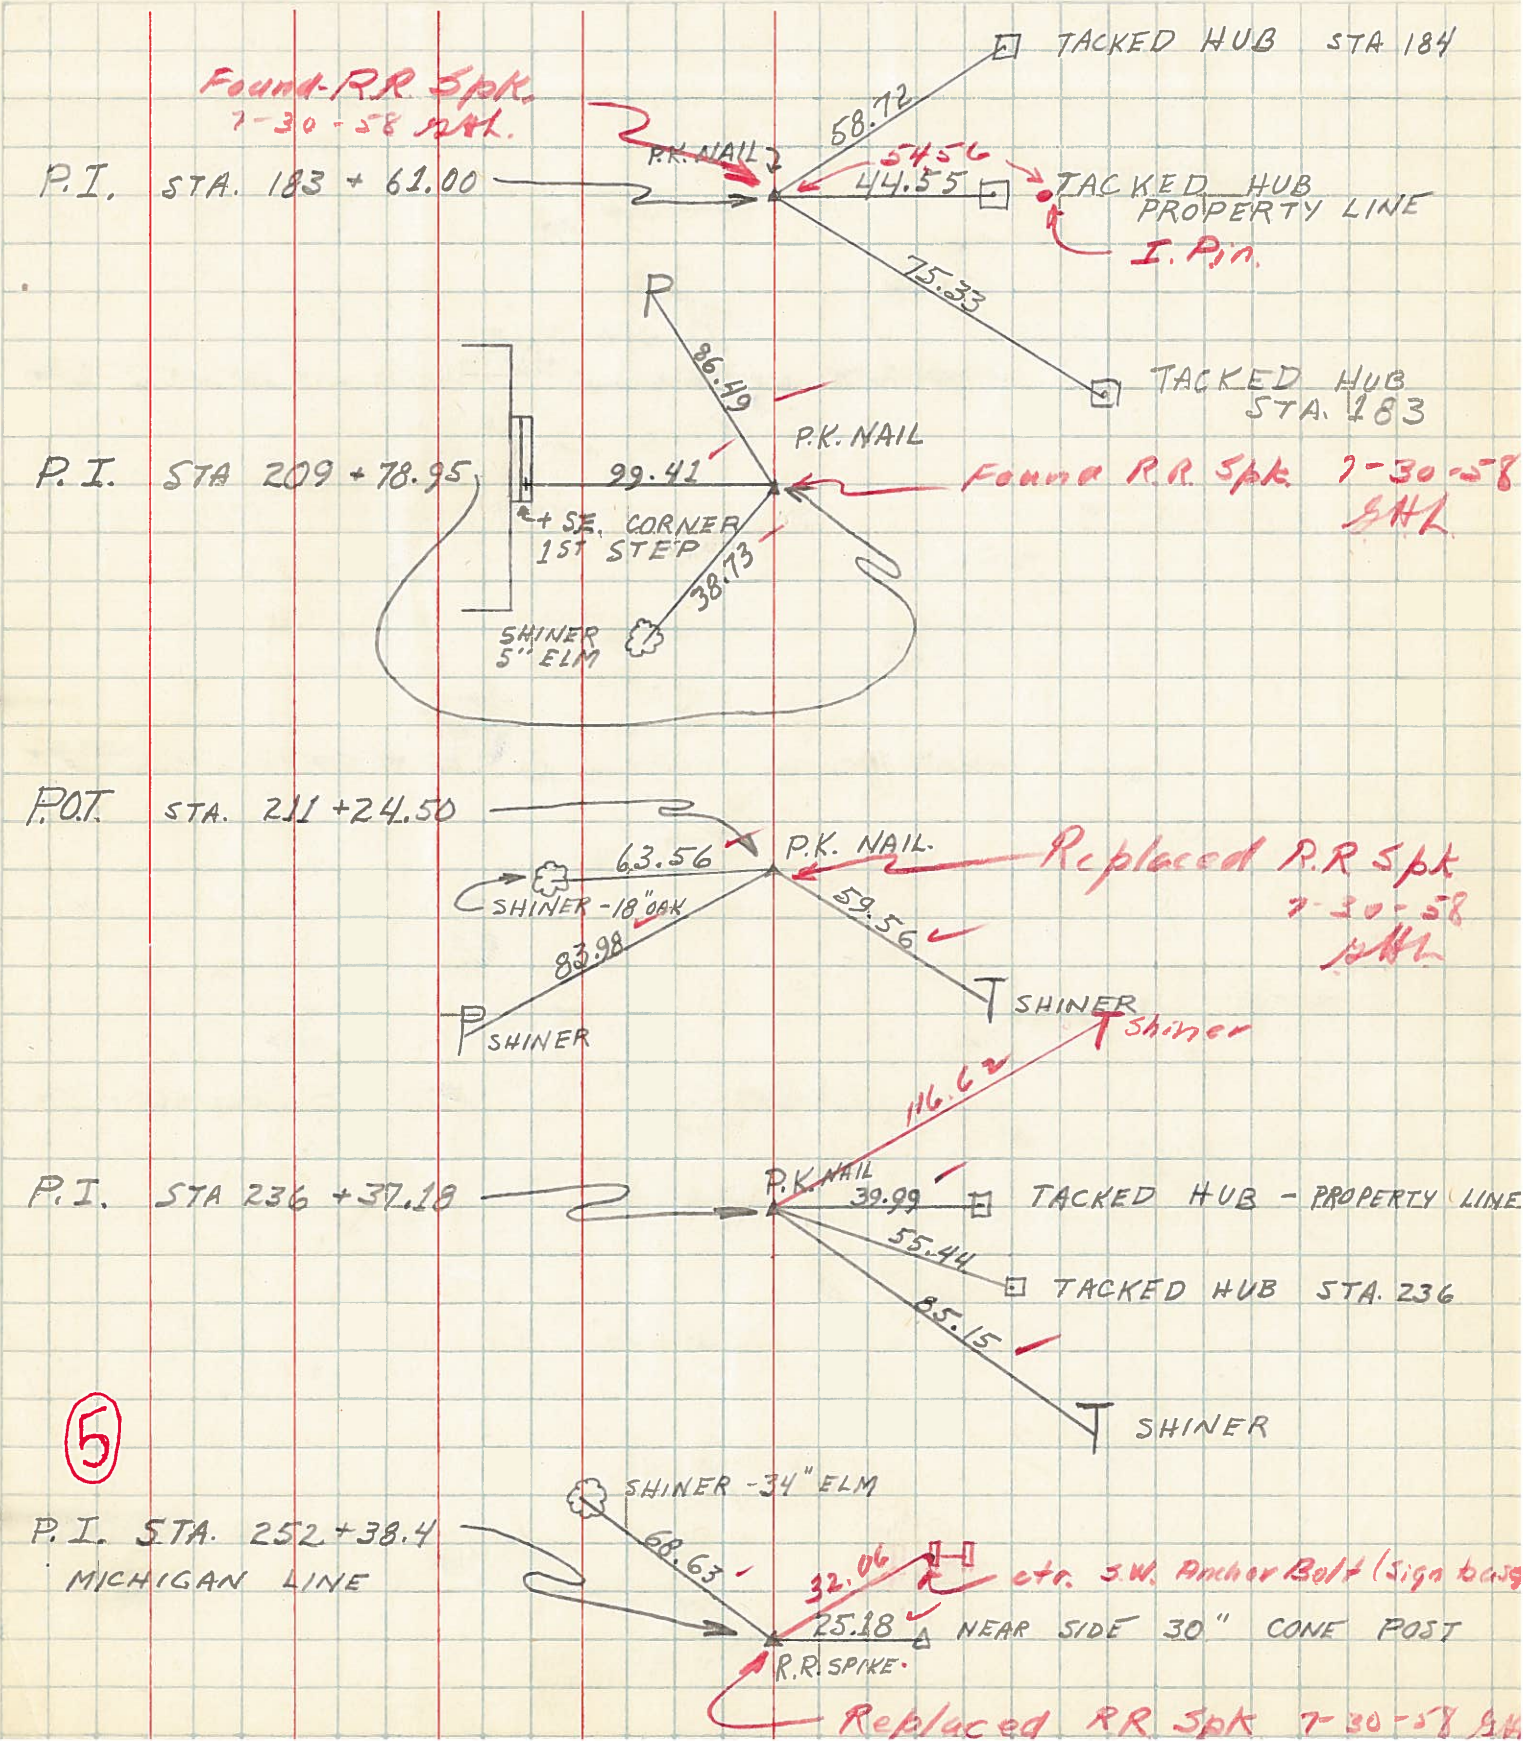 TACKED HUB STA 184
Found RR Spk.
7-30-58 GHL.
58.72
P.K. NAIL
5456
P.I. STA. 183 + 61.00
44.55
TACKED HUB
PROPERTY LINE
I. Pin.
75.33
P
86.49
TACKED HUB
STA. 183
P.K. NAIL
P.I. STA 209 + 78.95
99.41
Found R.R. Spk. 7-30-58
GHL
+ SE. CORNER
1ST STEP
38.73
SHINER
5" ELM
P.O.T. STA. 211 +24.50
63.56
P.K. NAIL.
Replaced R.R Spk
7-30-58
GHL
SHINER -18" OAK
59.56
83.98
P SHINER
T SHINER
T Shiner
116.62
P.K. NAIL
P.I. STA 236 +37.18
39.99
TACKED HUB - PROPERTY LINE
55.44
TACKED HUB STA. 236
85.15
T SHINER
5
SHINER -34" ELM
P.I. STA. 252 +38.4
MICHIGAN LINE
68.63
32.06
ctr. S.W. Anchor Bolt (Sign base
25.18
NEAR SIDE 30" CONE POST
R.R. SPIKE.
Replaced RR Spk 7-30-58 GHL